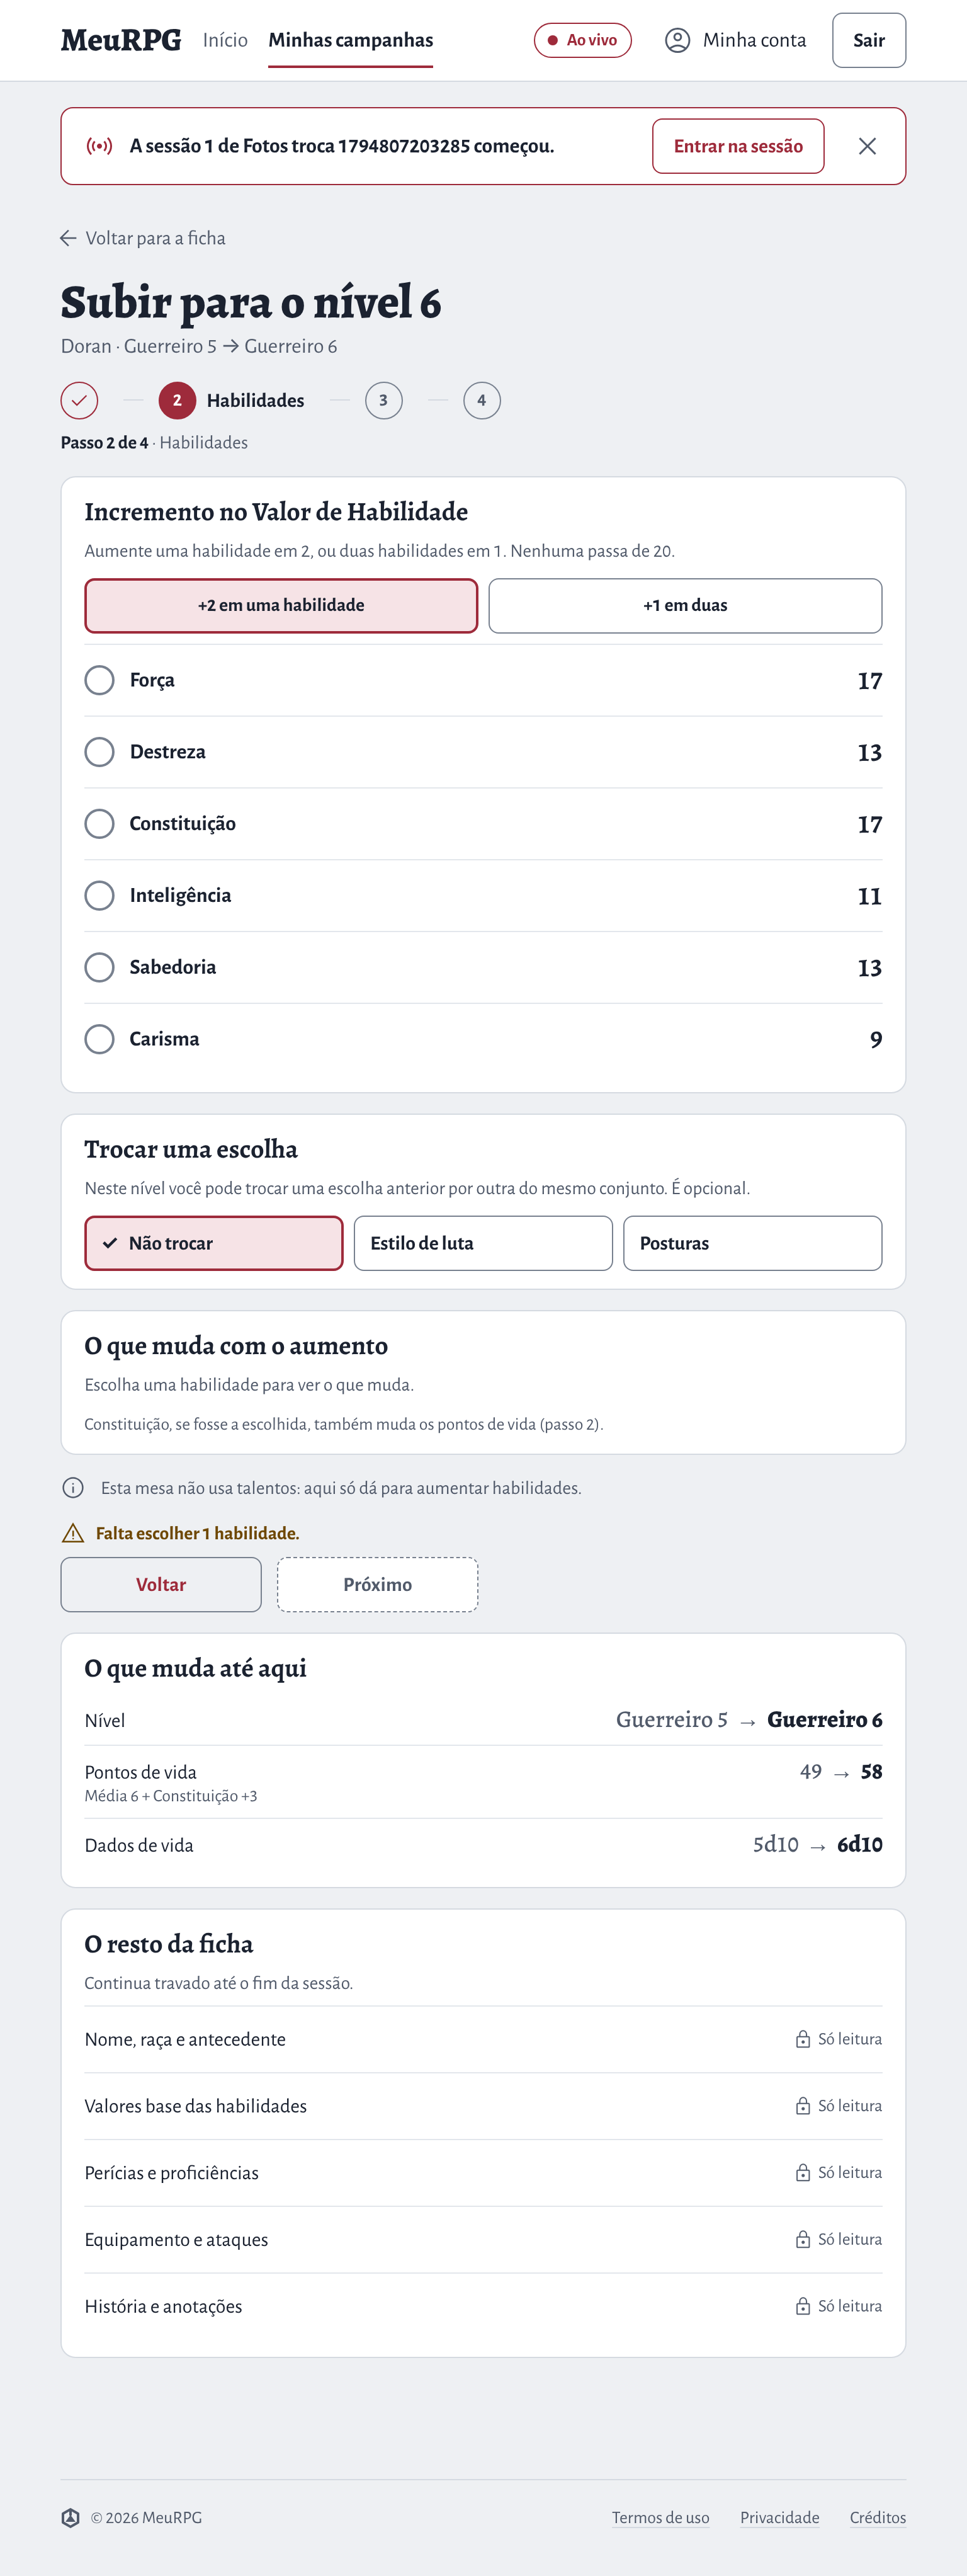 MeuRPG Início Minhas campanhas Ao vivo Minha conta Sair
A sessão 1 de Fotos troca 1794807203285 começou. Entrar na sessão
Voltar para a ficha
Subir para o nível 6
Doran · Guerreiro 5 → Guerreiro 6
2 Habilidades 3 4
Passo 2 de 4 · Habilidades
Incremento no Valor de Habilidade
Aumente uma habilidade em 2, ou duas habilidades em 1. Nenhuma passa de 20.
+2 em uma habilidade +1 em duas
Força 17
Destreza 13
Constituição 17
Inteligência 11
Sabedoria 13
Carisma 9
Trocar uma escolha
Neste nível você pode trocar uma escolha anterior por outra do mesmo conjunto. É opcional.
Não trocar Estilo de luta Posturas
O que muda com o aumento
Escolha uma habilidade para ver o que muda.
Constituição, se fosse a escolhida, também muda os pontos de vida (passo 2).
Esta mesa não usa talentos: aqui só dá para aumentar habilidades.
Falta escolher 1 habilidade.
Voltar Próximo
O que muda até aqui
Nível Guerreiro 5 → Guerreiro 6
Pontos de vida 49 → 58
Média 6 + Constituição +3
Dados de vida 5d10 → 6d10
O resto da ficha
Continua travado até o fim da sessão.
Nome, raça e antecedente Só leitura
Valores base das habilidades Só leitura
Perícias e proficiências Só leitura
Equipamento e ataques Só leitura
História e anotações Só leitura
© 2026 MeuRPG Termos de uso Privacidade Créditos